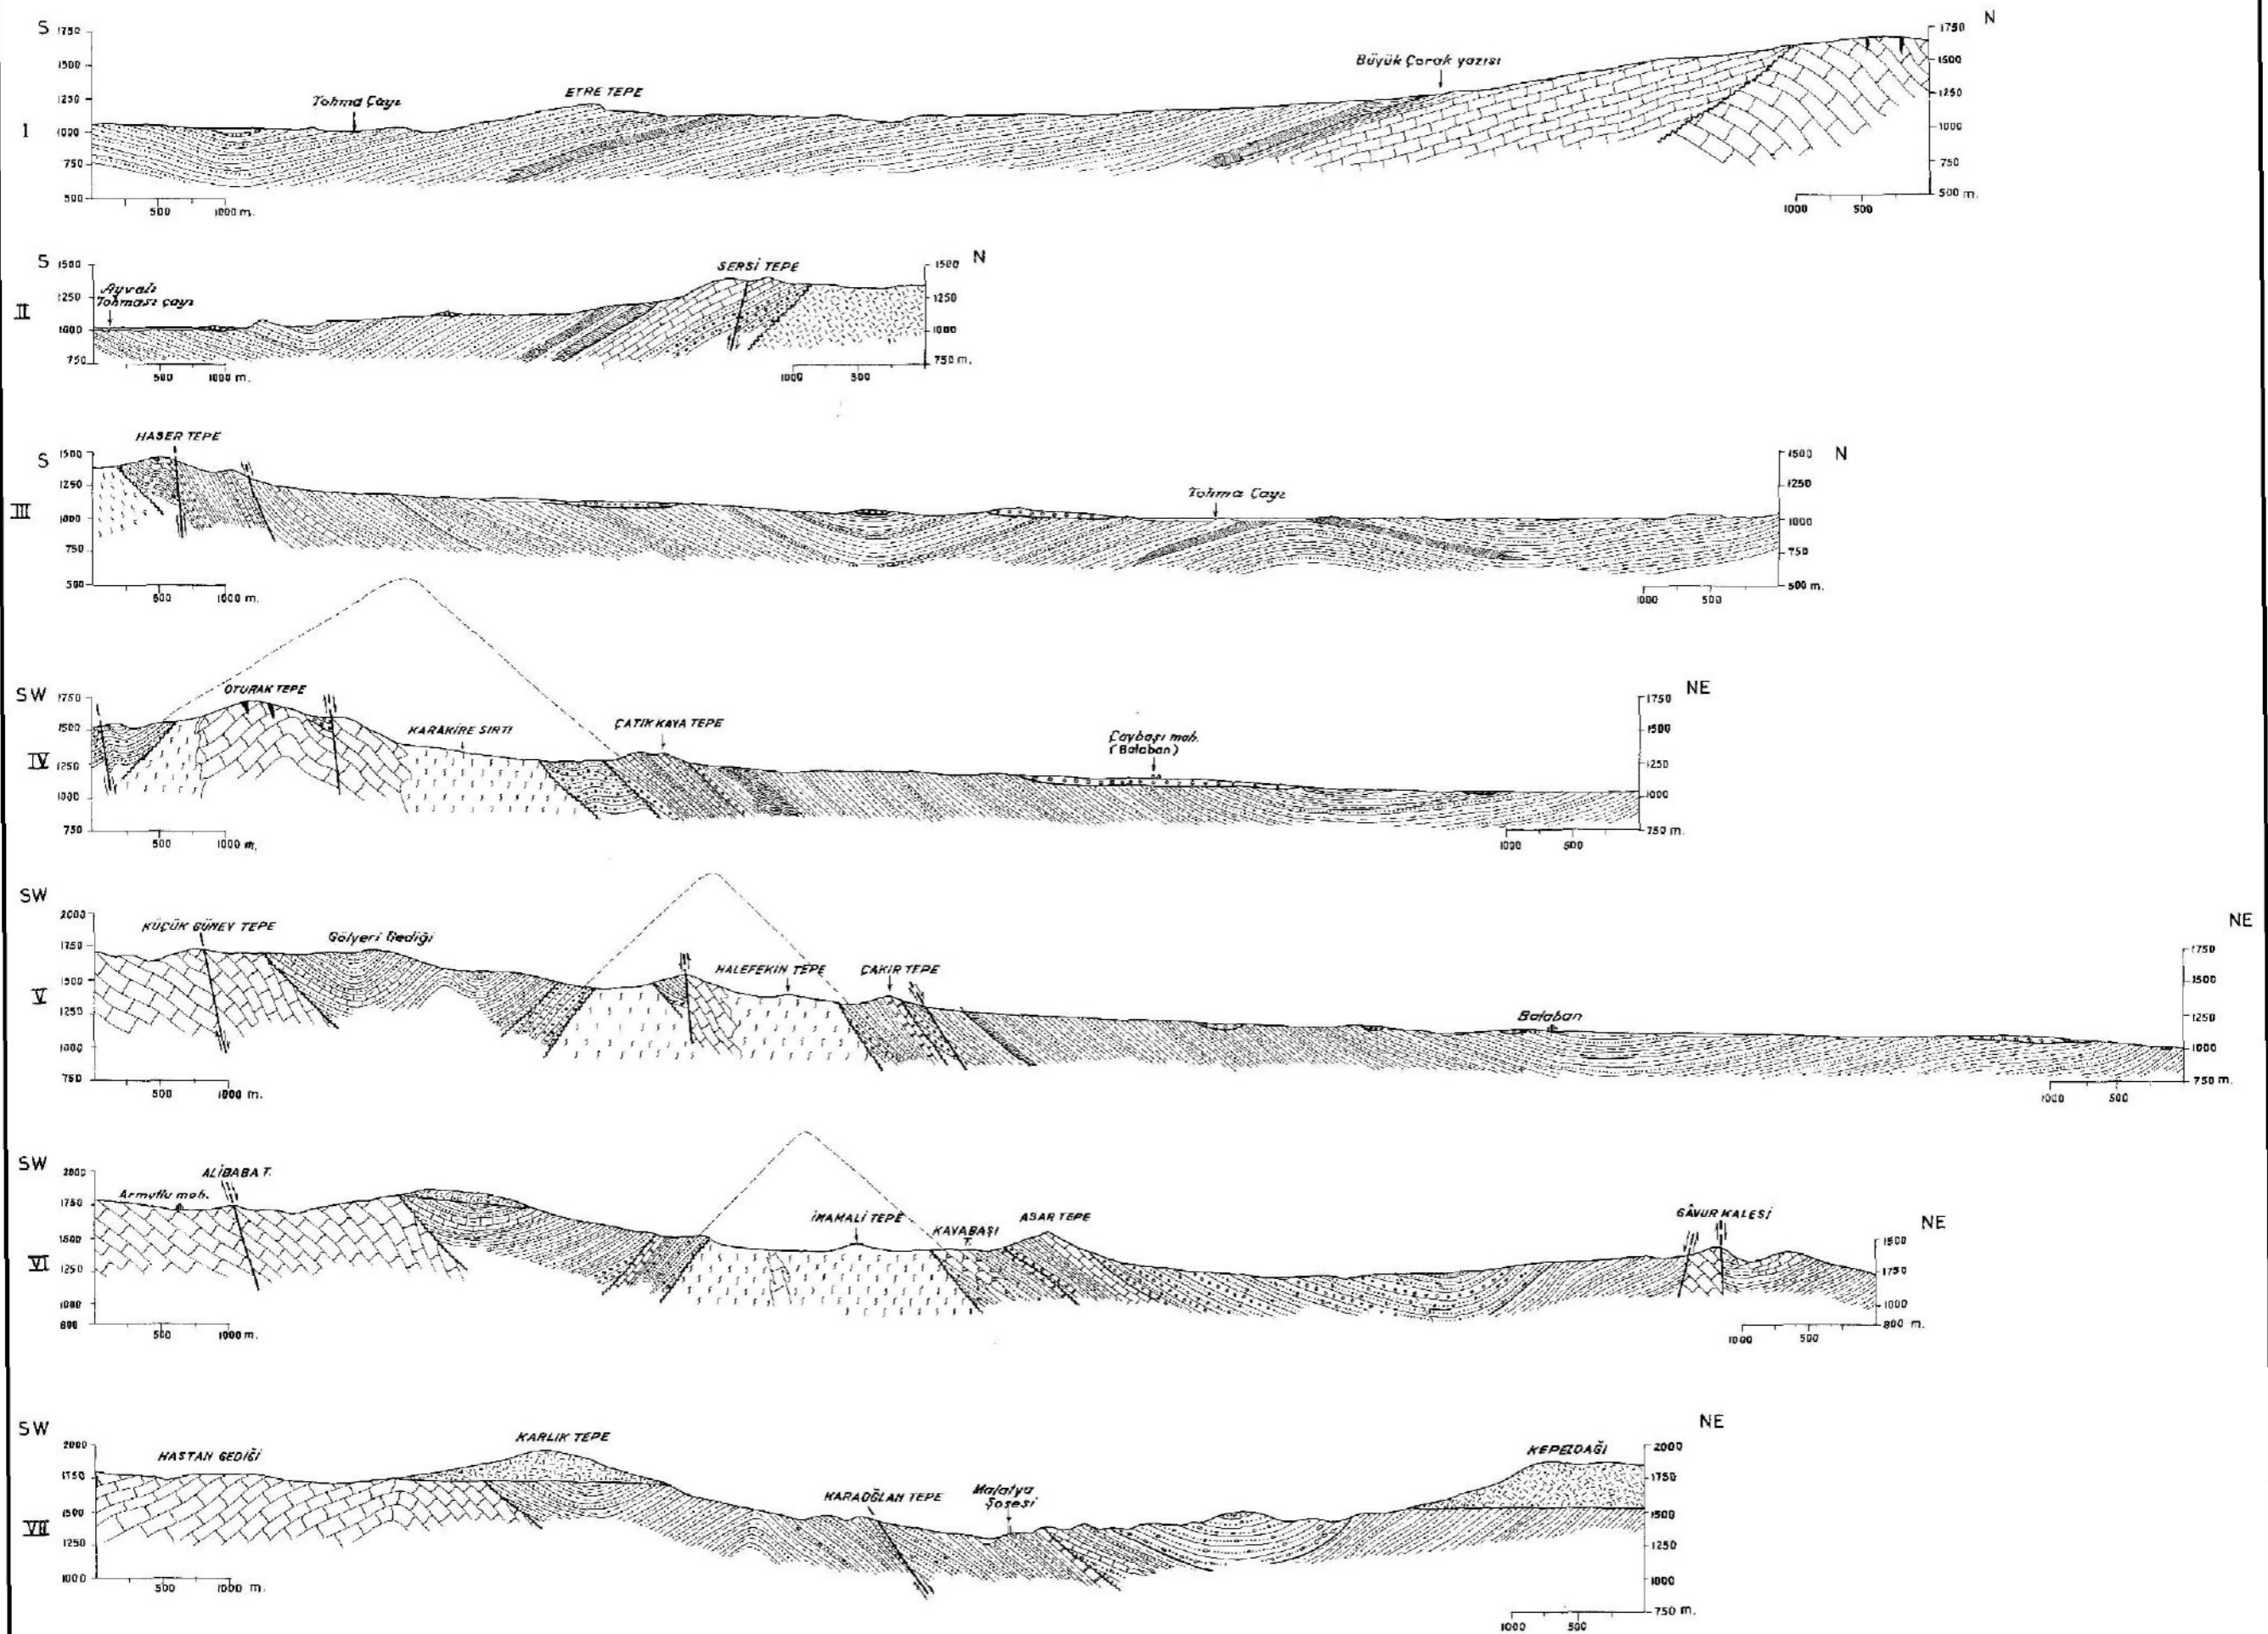 S 1750 1750 N
1500 Büyük Çorak yazısı 1500
1250 Tohma Çayı ETRE TEPE 1250
I 1000 1000
750 750
500 500 m.
500 1000 m. 1000 500
S 1500 SERSİ TEPE 1500 N
Ayvalı
1250 Tohması çayı 1250
II 1000 1000
750 750 m.
500 1000 m. 1000 500
HASER TEPE
S 1500 1500 N
1250 Tohma Çayı 1250
III 1000 1000
750 750
500 500 m.
500 1000 m. 1000 500
SW 1750 OTURAK TEPE 1750 NE
1500 KARAKİRE SIRTI ÇATIKKAYA TEPE Çaybaşı mah. 1500
(Balaban)
IV 1250 1250
1000 1000
750 750 m.
500 1000 m. 1000 500
SW
2000 NE
KÜÇÜK GÜNEY TEPE
1750 Gölyeri Gediği 1750
1500 HALEFEKİN TEPE ÇAKIR TEPE 1500
V
1250 Balaban 1250
1000 1000
750 750 m.
500 1000 m. 1000 500
SW
2000 ALİBABA T.
1750 Armutlu mah. İMAMALİ TEPE KAYABAŞI T. ASAR TEPE GÂVUR KALESİ NE
1500 1500
VI 1250 1250
1000 1000
800 800 m.
500 1000 m. 1000 500
SW NE
2000 HASTAN GEDİĞİ KARLIK TEPE KEPEZDAĞI 2000
1750 1750
KARAOĞLAN TEPE Malatya
Şosesi
1500 1500
VII
1250 1250
1000 1000
500 1000 m. 750 m.
1000 500